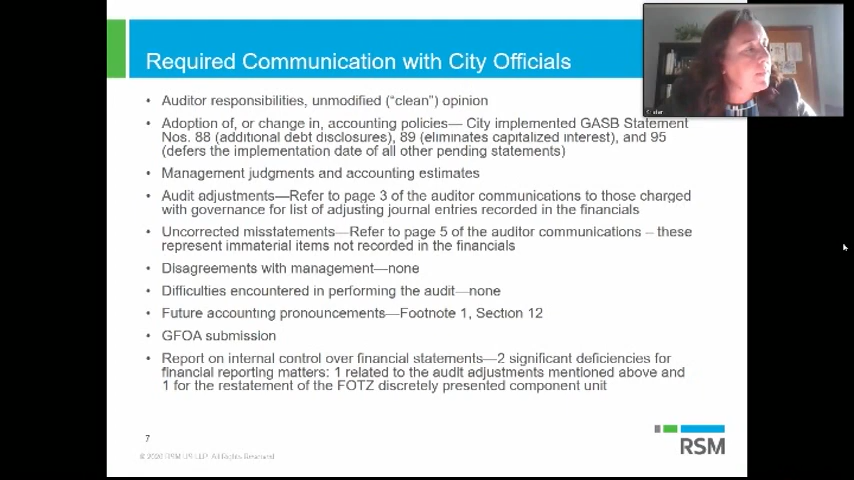 Required Communication with City Officials
• Auditor responsibilities, unmodified (“clean”) opinion
• Adoption of, or change in, accounting policies— City implemented GASB Statement
Nos. 88 (additional debt disclosures), 89 (eliminates capitalized interest), and 95
(defers the implementation date of all other pending statements)
• Management judgments and accounting estimates
• Audit adjustments—Refer to page 3 of the auditor communications to those charged
with governance for list of adjusting journal entries recorded in the financials
• Uncorrected misstatements—Refer to page 5 of the auditor communications – these
represent immaterial items not recorded in the financials
• Disagreements with management—none
• Difficulties encountered in performing the audit—none
• Future accounting pronouncements—Footnote 1, Section 12
• GFOA submission
• Report on internal control over financial statements—2 significant deficiencies for
financial reporting matters: 1 related to the audit adjustments mentioned above and
1 for the restatement of the FOTZ discretely presented component unit
7
© 2020 RSM US LLP. All Rights Reserved.
RSM